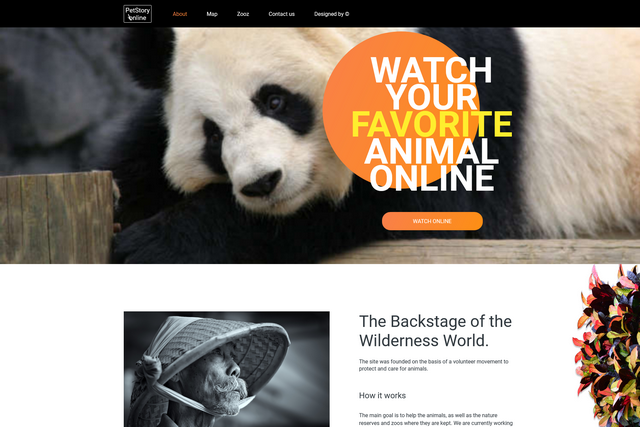 PetStory
online
About
Map
Zooz
Contact us
Designed by ©
WATCH
YOUR
FAVORITE
ANIMAL
ONLINE
WATCH ONLINE
The Backstage of the
Wilderness World.
The site was founded on the basis of a volunteer movement to
protect and care for animals.
How it works
The main goal is to help the animals, as well as the nature
reserves and zoos where they are kept. We are currently working